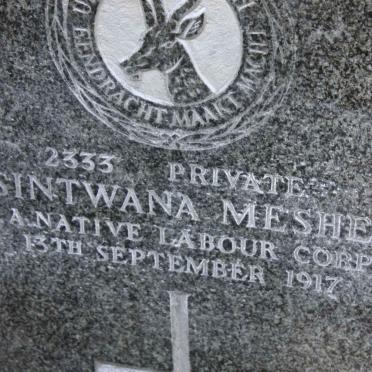 EENDRACHT MAAKT MACHT
2333 PRIVATE
SINTWANA MESHE
A. NATIVE LABOUR CORP
13TH SEPTEMBER 1917